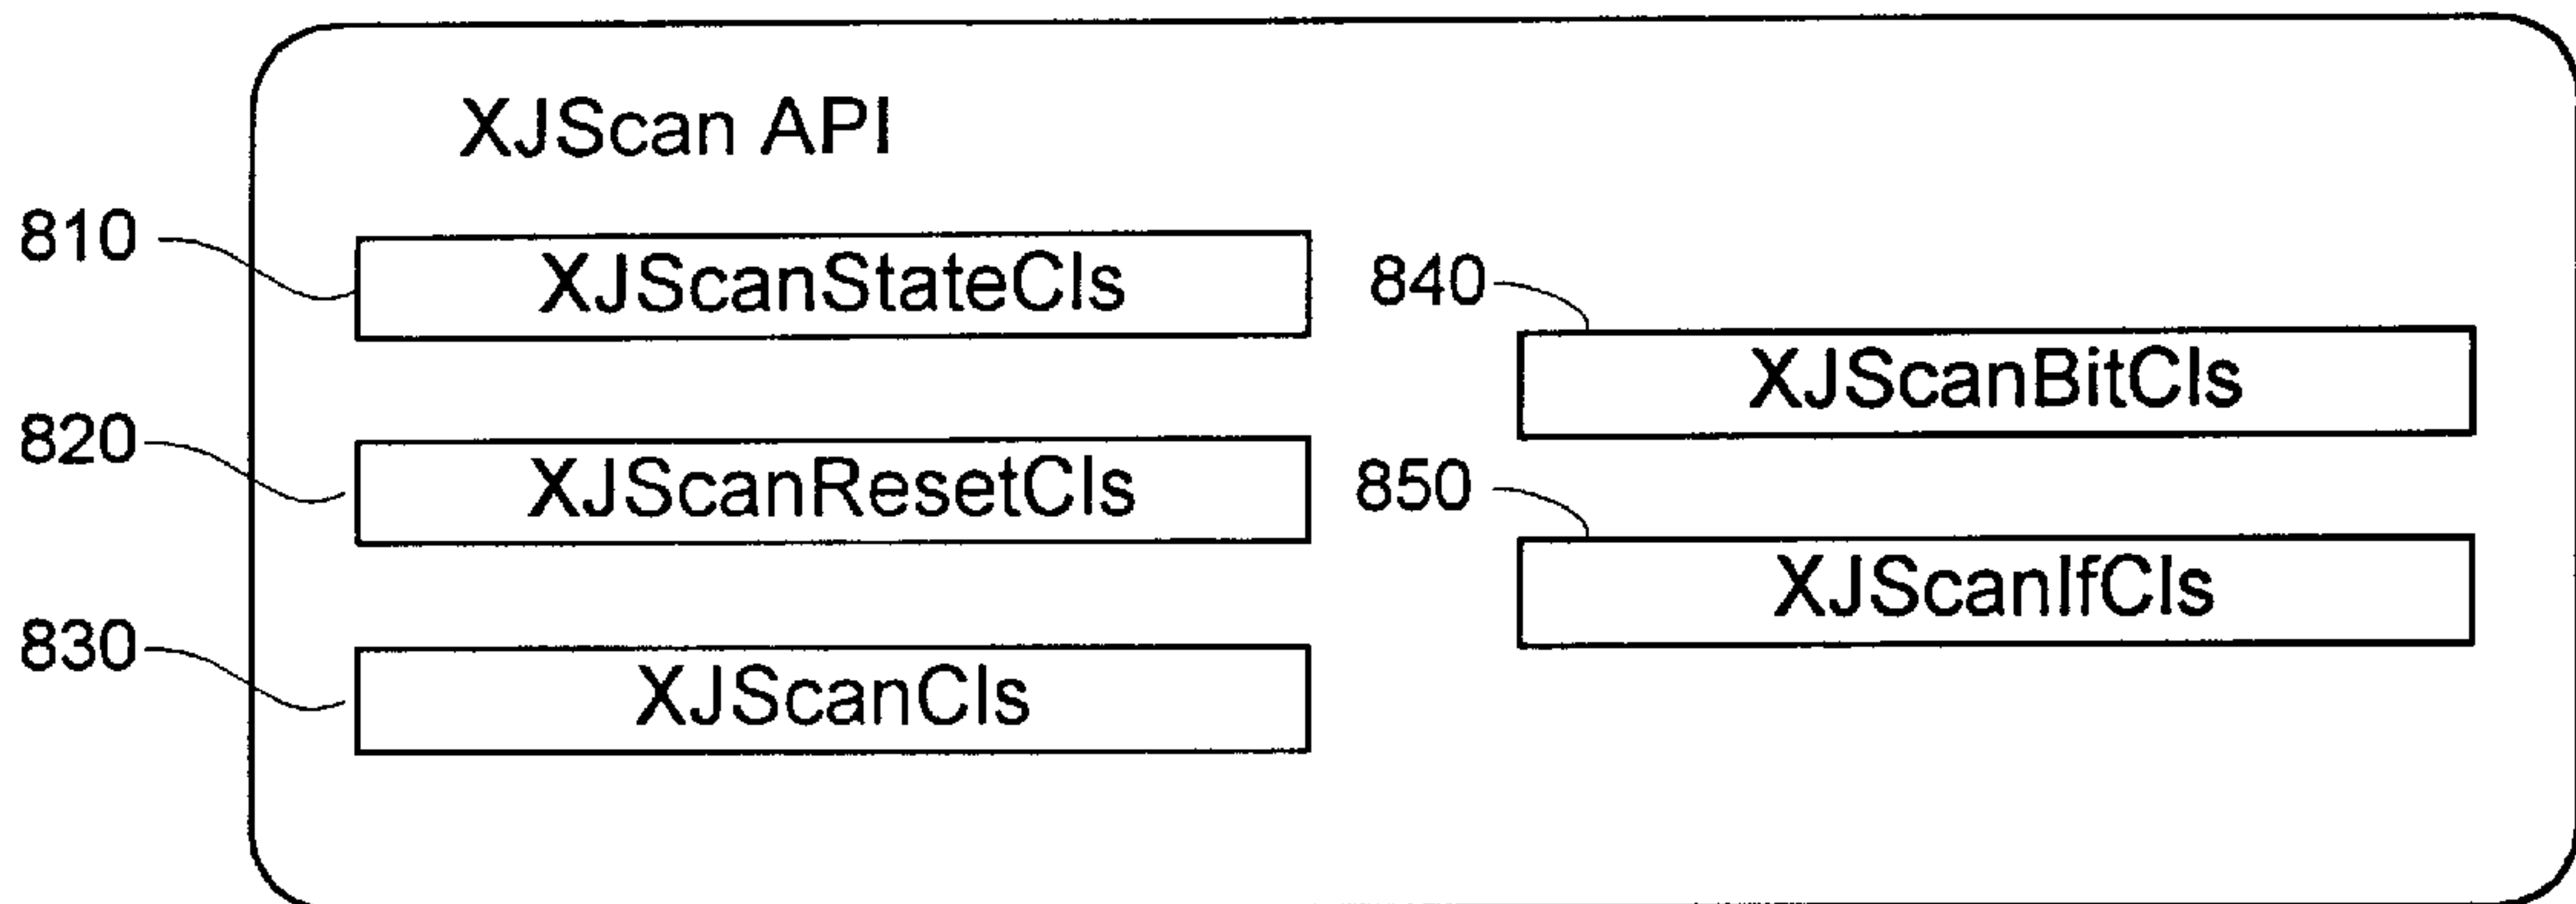 XJScan API
810
XJScanStateCls
820
XJScanResetCls
830
XJScanCls
840
XJScanBitCls
850
XJScanIfCls